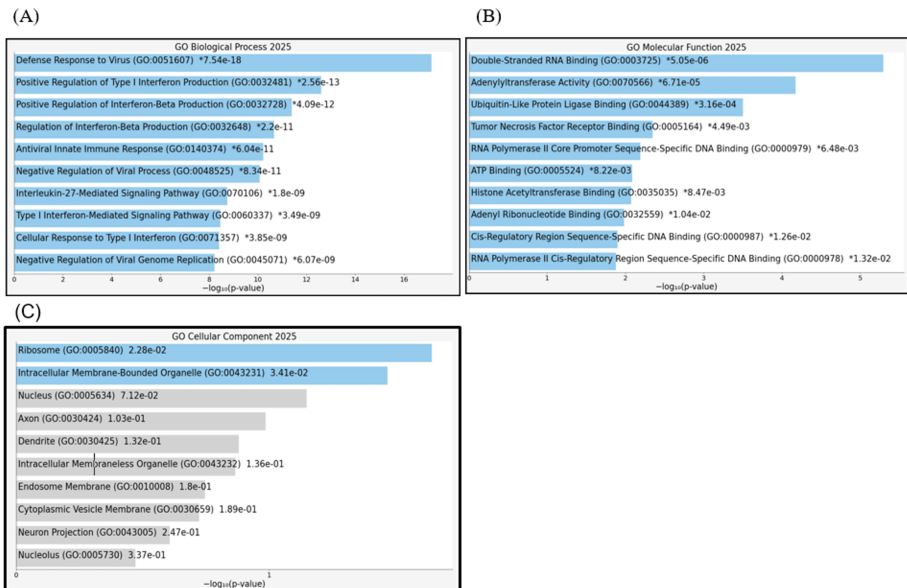 (A)
GO Biological Process 2025
Defense Response to Virus (GO:0051607) *7.54e-18
Positive Regulation of Type I Interferon Production (GO:0032481) *2.56e-13
Positive Regulation of Interferon-Beta Production (GO:0032728) *4.09e-12
Regulation of Interferon-Beta Production (GO:0032648) *2.2e-11
Antiviral Innate Immune Response (GO:0140374) *6.04e-11
Negative Regulation of Viral Process (GO:0048525) *8.34e-11
Interleukin-27-Mediated Signaling Pathway (GO:0070106) *1.8e-09
Type I Interferon-Mediated Signaling Pathway (GO:0060337) *3.49e-09
Cellular Response to Type I Interferon (GO:0071357) *3.85e-09
Negative Regulation of Viral Genome Replication (GO:0045071) *6.07e-09
0 2 4 6 8 10 12 14 16
−log₁₀(p-value)
(B)
GO Molecular Function 2025
Double-Stranded RNA Binding (GO:0003725) *5.05e-06
Adenylyltransferase Activity (GO:0070566) *6.71e-05
Ubiquitin-Like Protein Ligase Binding (GO:0044389) *3.16e-04
Tumor Necrosis Factor Receptor Binding (GO:0005164) *4.49e-03
RNA Polymerase II Core Promoter Sequence-Specific DNA Binding (GO:0000979) *6.48e-03
ATP Binding (GO:0005524) *8.22e-03
Histone Acetyltransferase Binding (GO:0035035) *8.47e-03
Adenyl Ribonucleotide Binding (GO:0032559) *1.04e-02
Cis-Regulatory Region Sequence-Specific DNA Binding (GO:0000987) *1.26e-02
RNA Polymerase II Cis-Regulatory Region Sequence-Specific DNA Binding (GO:0000978) *1.32e-02
0 1 2 3 4 5
−log₁₀(p-value)
(C)
GO Cellular Component 2025
Ribosome (GO:0005840) 2.28e-02
Intracellular Membrane-Bounded Organelle (GO:0043231) 3.41e-02
Nucleus (GO:0005634) 7.12e-02
Axon (GO:0030424) 1.03e-01
Dendrite (GO:0030425) 1.32e-01
Intracellular Membraneless Organelle (GO:0043232) 1.36e-01
Endosome Membrane (GO:0010008) 1.8e-01
Cytoplasmic Vesicle Membrane (GO:0030659) 1.89e-01
Neuron Projection (GO:0043005) 2.47e-01
Nucleolus (GO:0005730) 3.37e-01
0 1
−log₁₀(p-value)